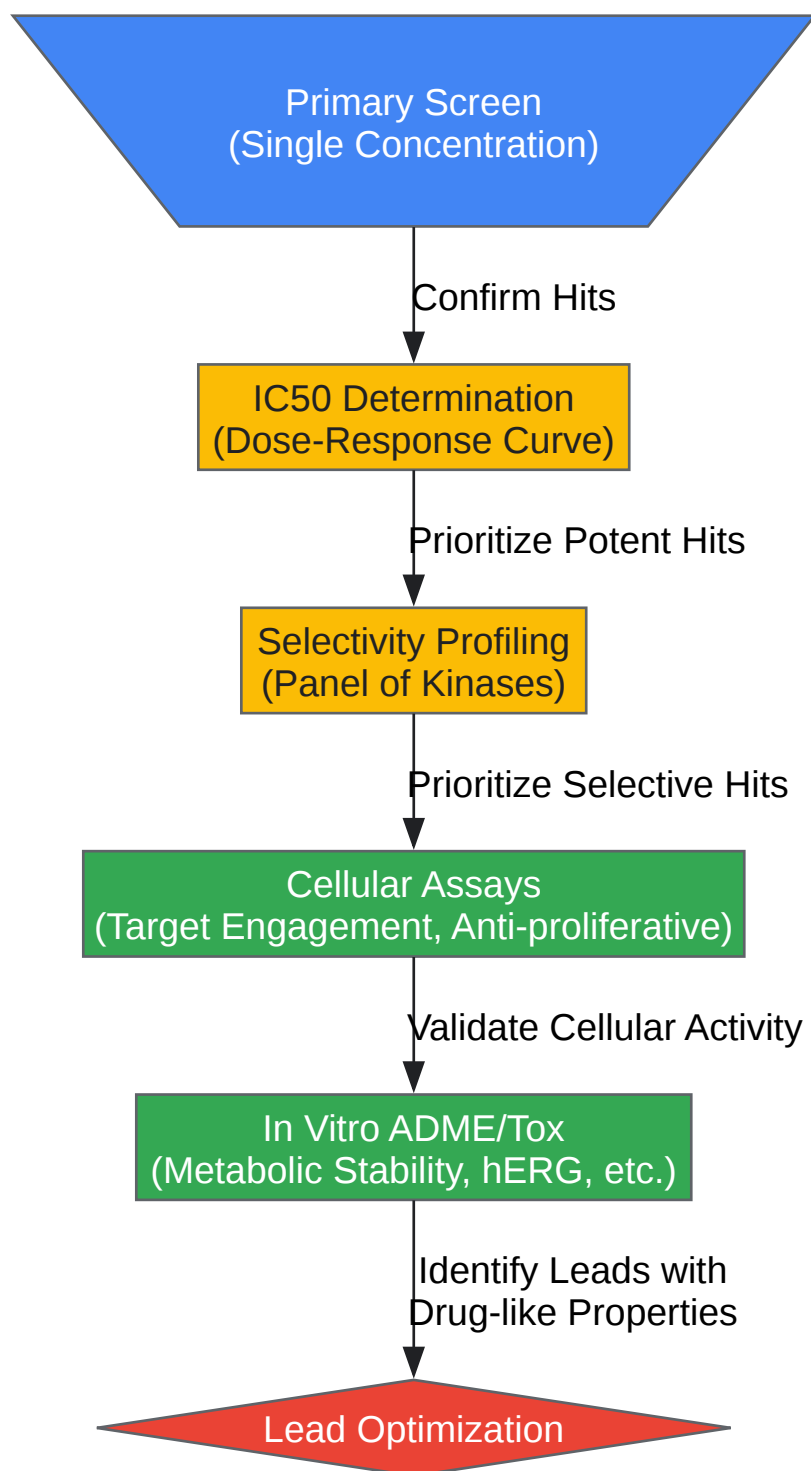 Primary Screen
(Single Concentration)
Confirm Hits
IC50 Determination
(Dose-Response Curve)
Prioritize Potent Hits
Selectivity Profiling
(Panel of Kinases)
Prioritize Selective Hits
Cellular Assays
(Target Engagement, Anti-proliferative)
Validate Cellular Activity
In Vitro ADME/Tox
(Metabolic Stability, hERG, etc.)
Identify Leads with
Drug-like Properties
Lead Optimization